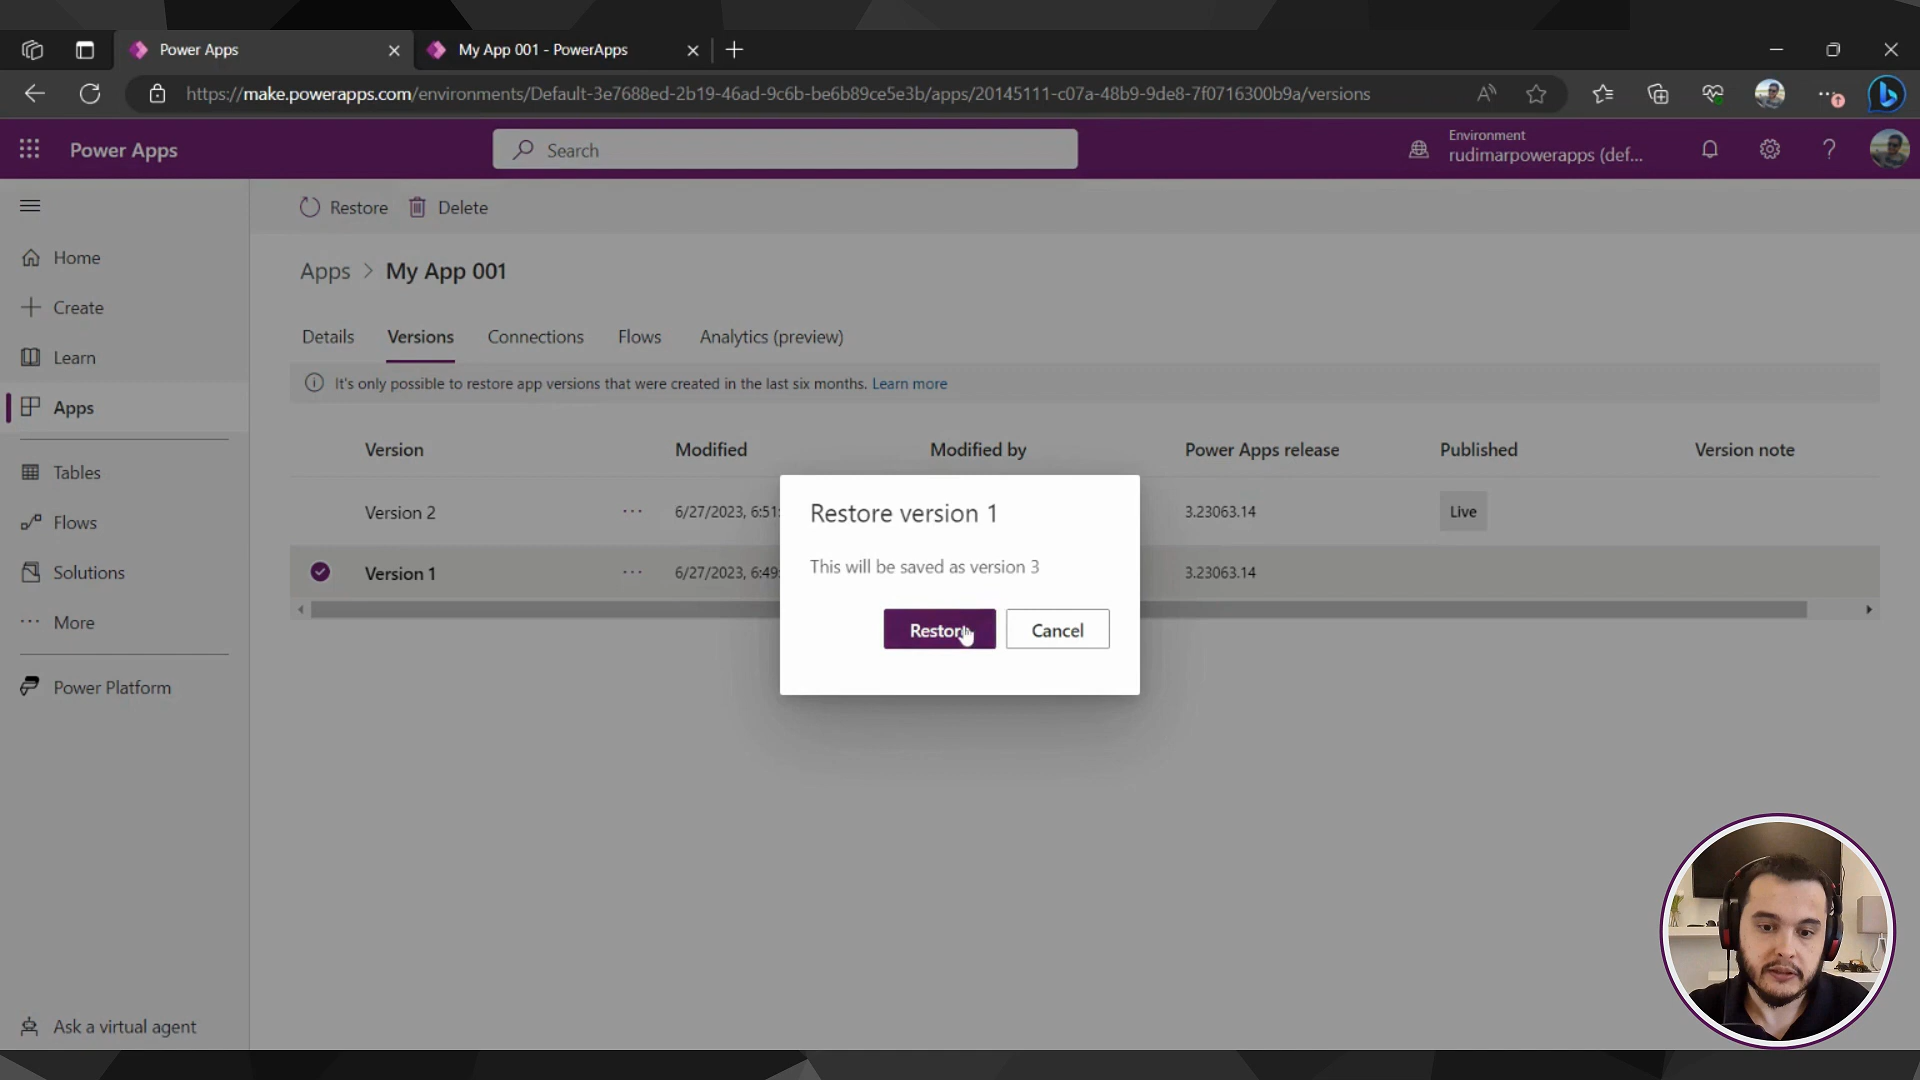 Power Apps
My App 001 - PowerApps
https://make.powerapps.com/environments/Default-3e7688ed-2b19-46ad-9c6b-be6b89ce5e3b/apps/20145111-c07a-48b9-9de8-7f0716300b9a/versions
Power Apps
Search
Environment
rudimarpowerapps (def...
Restore
Delete
Home
Create
Learn
Apps
Tables
Flows
Solutions
More
Power Platform
Ask a virtual agent
Apps > My App 001
Details
Versions
Connections
Flows
Analytics (preview)
It's only possible to restore app versions that were created in the last six months. Learn more
Version
Modified
Modified by
Power Apps release
Published
Version note
Version 2
...
6/27/2023, 6:51:
3.23063.14
Live
Version 1
...
6/27/2023, 6:49:
3.23063.14
Restore version 1
This will be saved as version 3
Restore
Cancel